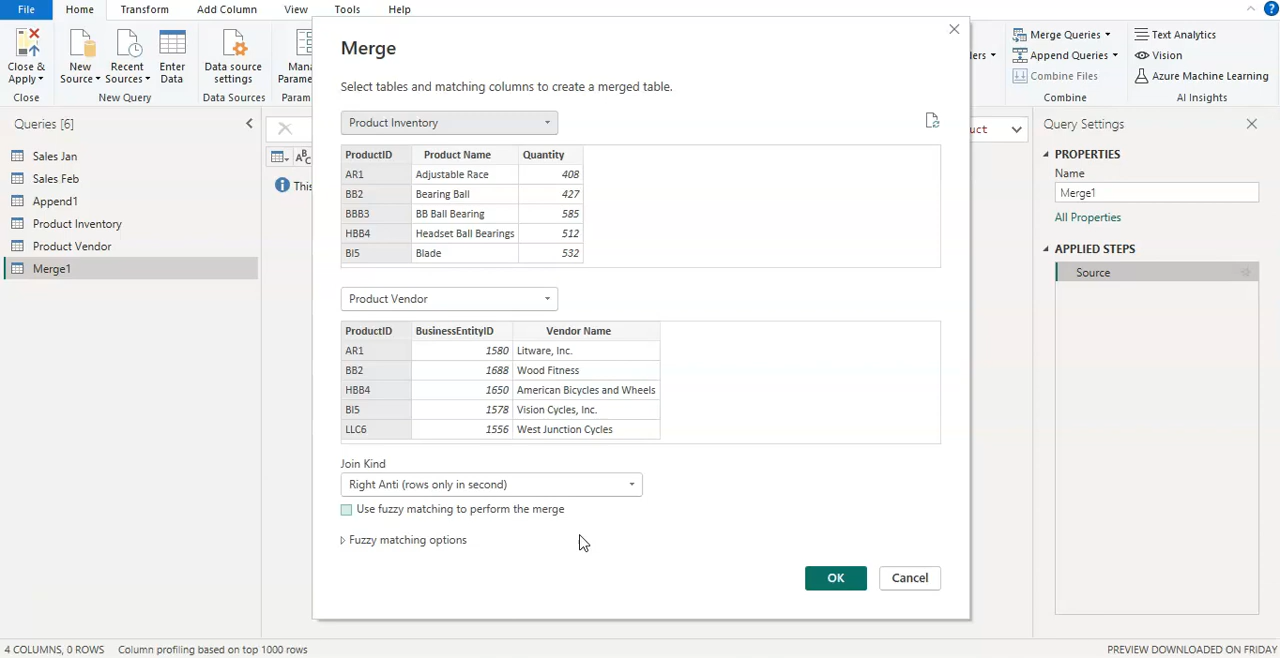 File Home Transform Add Column View Tools Help
Close & Apply
New Source
Recent Sources
Enter Data
Data source settings
Mana
Parame
Close
New Query
Data Sources
Param
Merge Queries
Append Queries
Combine Files
Combine
Text Analytics
Vision
Azure Machine Learning
AI Insights
Queries [6]
Sales Jan
Sales Feb
Append1
Product Inventory
Product Vendor
Merge1
This
Merge
Select tables and matching columns to create a merged table.
Product Inventory
ProductID Product Name Quantity
AR1 Adjustable Race 408
BB2 Bearing Ball 427
BBB3 BB Ball Bearing 585
HBB4 Headset Ball Bearings 512
BI5 Blade 532
Product Vendor
ProductID BusinessEntityID Vendor Name
AR1 1580 Litware, Inc.
BB2 1688 Wood Fitness
HBB4 1650 American Bicycles and Wheels
BI5 1578 Vision Cycles, Inc.
LLC6 1556 West Junction Cycles
Join Kind
Right Anti (rows only in second)
Use fuzzy matching to perform the merge
Fuzzy matching options
OK Cancel
Query Settings
PROPERTIES
Name
Merge1
All Properties
APPLIED STEPS
Source
4 COLUMNS, 0 ROWS Column profiling based on top 1000 rows
PREVIEW DOWNLOADED ON FRIDAY